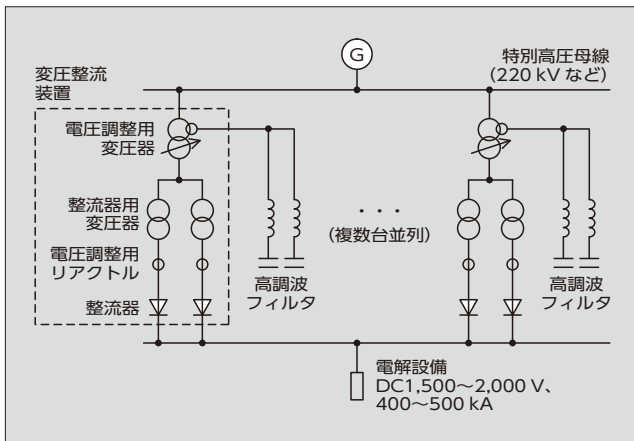 G
特別高圧母線
(220 kV など)
変圧整流
装置
電圧調整用
変圧器
整流器用
変圧器
電圧調整用
リアクトル
整流器
高調波
フィルタ
・・・
(複数台並列)
高調波
フィルタ
電解設備
DC1,500～2,000 V、
400～500 kA